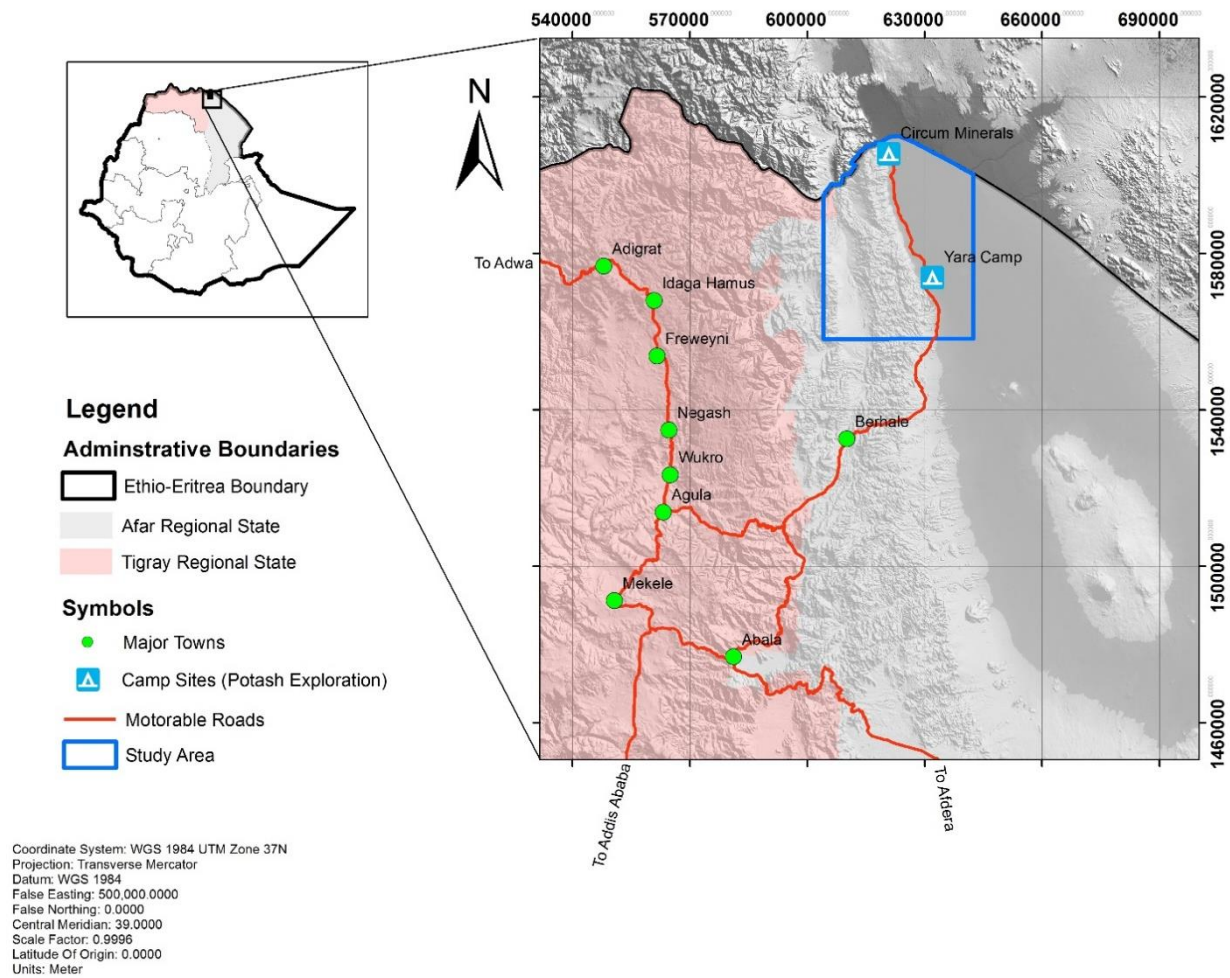 540000 570000 600000 630000 660000 690000
N
1620000
1580000
1540000
1500000
1460000
Circum Minerals
Yara Camp
To Adwa
Adigrat
Idaga Hamus
Freweyni
Negash
Wukro
Agula
Berhale
Mekele
Abala
To Addis Ababa
To Afdera
Legend
Adminstrative Boundaries
Ethio-Eritrea Boundary
Afar Regional State
Tigray Regional State
Symbols
Major Towns
Camp Sites (Potash Exploration)
Motorable Roads
Study Area
Coordinate System: WGS 1984 UTM Zone 37N
Projection: Transverse Mercator
Datum: WGS 1984
False Easting: 500,000.0000
False Northing: 0.0000
Central Meridian: 39.0000
Scale Factor: 0.9996
Latitude Of Origin: 0.0000
Units: Meter